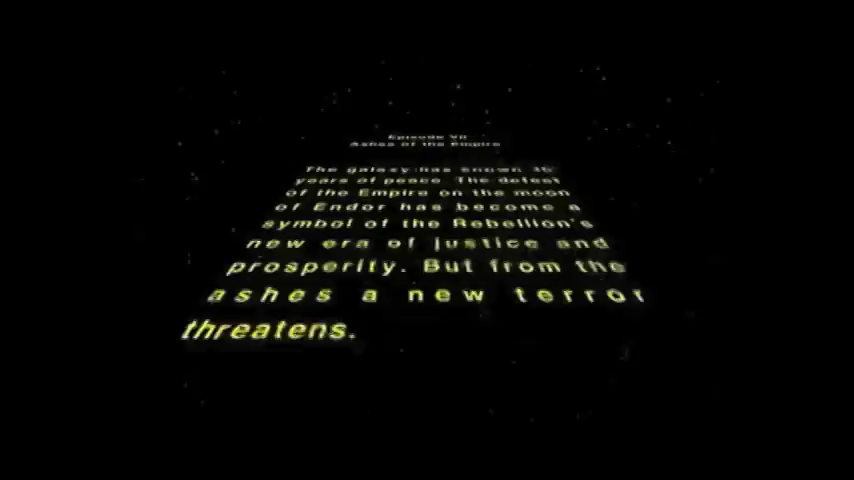 Episode VII
Ashes of the Empire
The galaxy has known 35
years of peace. The defeat
of the Empire on the moon
of Endor has become a
symbol of the Rebellion's
new era of justice and
prosperity. But from the
ashes a new terror
threatens.